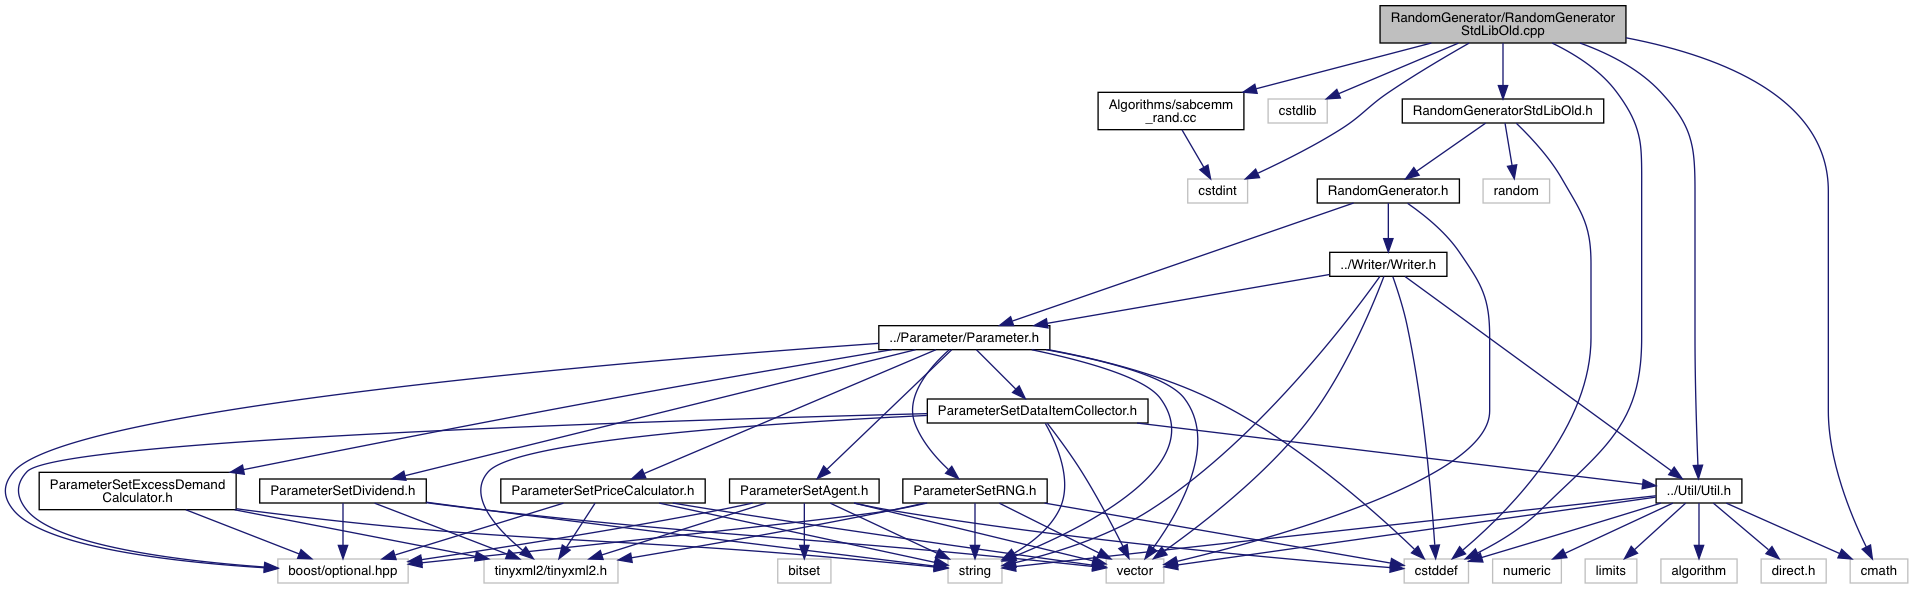 RandomGenerator/RandomGenerator
StdLibOld.cpp
Algorithms/sabcemm
_rand.cc
cstdlib
RandomGeneratorStdLibOld.h
cstdint
RandomGenerator.h
random
../Writer/Writer.h
../Parameter/Parameter.h
ParameterSetDataItemCollector.h
ParameterSetExcessDemand
Calculator.h
ParameterSetDividend.h
ParameterSetPriceCalculator.h
ParameterSetAgent.h
ParameterSetRNG.h
../Util/Util.h
boost/optional.hpp
tinyxml2/tinyxml2.h
bitset
string
vector
cstddef
numeric
limits
algorithm
direct.h
cmath